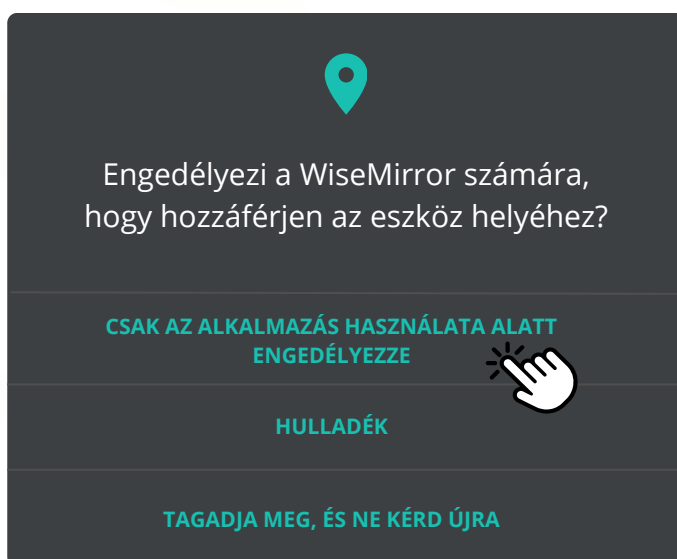 Engedélyezi a WiseMirror számára,
hogy hozzáférjen az eszköz helyéhez?
CSAK AZ ALKALMAZÁS HASZNÁLATA ALATT
ENGEDÉLYEZZE
HULLADÉK
TAGADJA MEG, ÉS NE KÉRD ÚJRA